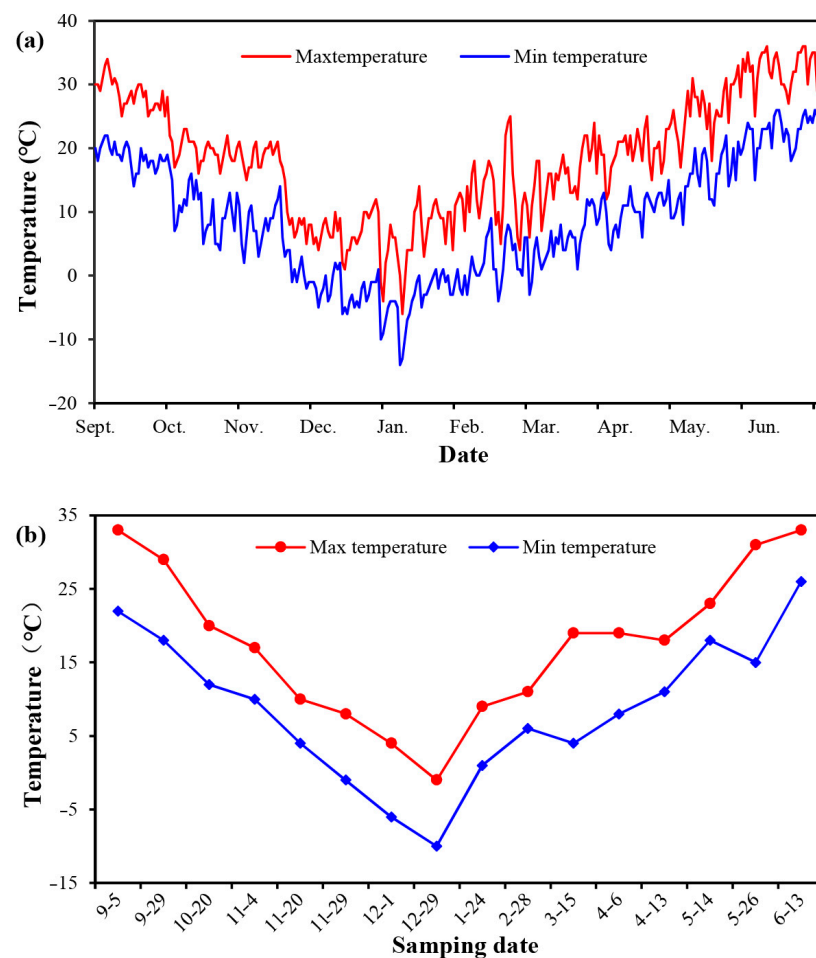 (a)
Maxtemperature
Min temperature
Temperature (°C)
40
30
20
10
0
-10
-20
Sept. Oct. Nov. Dec. Jan. Feb. Mar. Apr. May. Jun.
Date
(b)
Max temperature
Min temperature
Temperature（°C）
35
25
15
5
-5
-15
9-5 9-29 10-20 11-4 11-20 11-29 12-1 12-29 1-24 2-28 3-15 4-6 4-13 5-14 5-26 6-13
Samping date